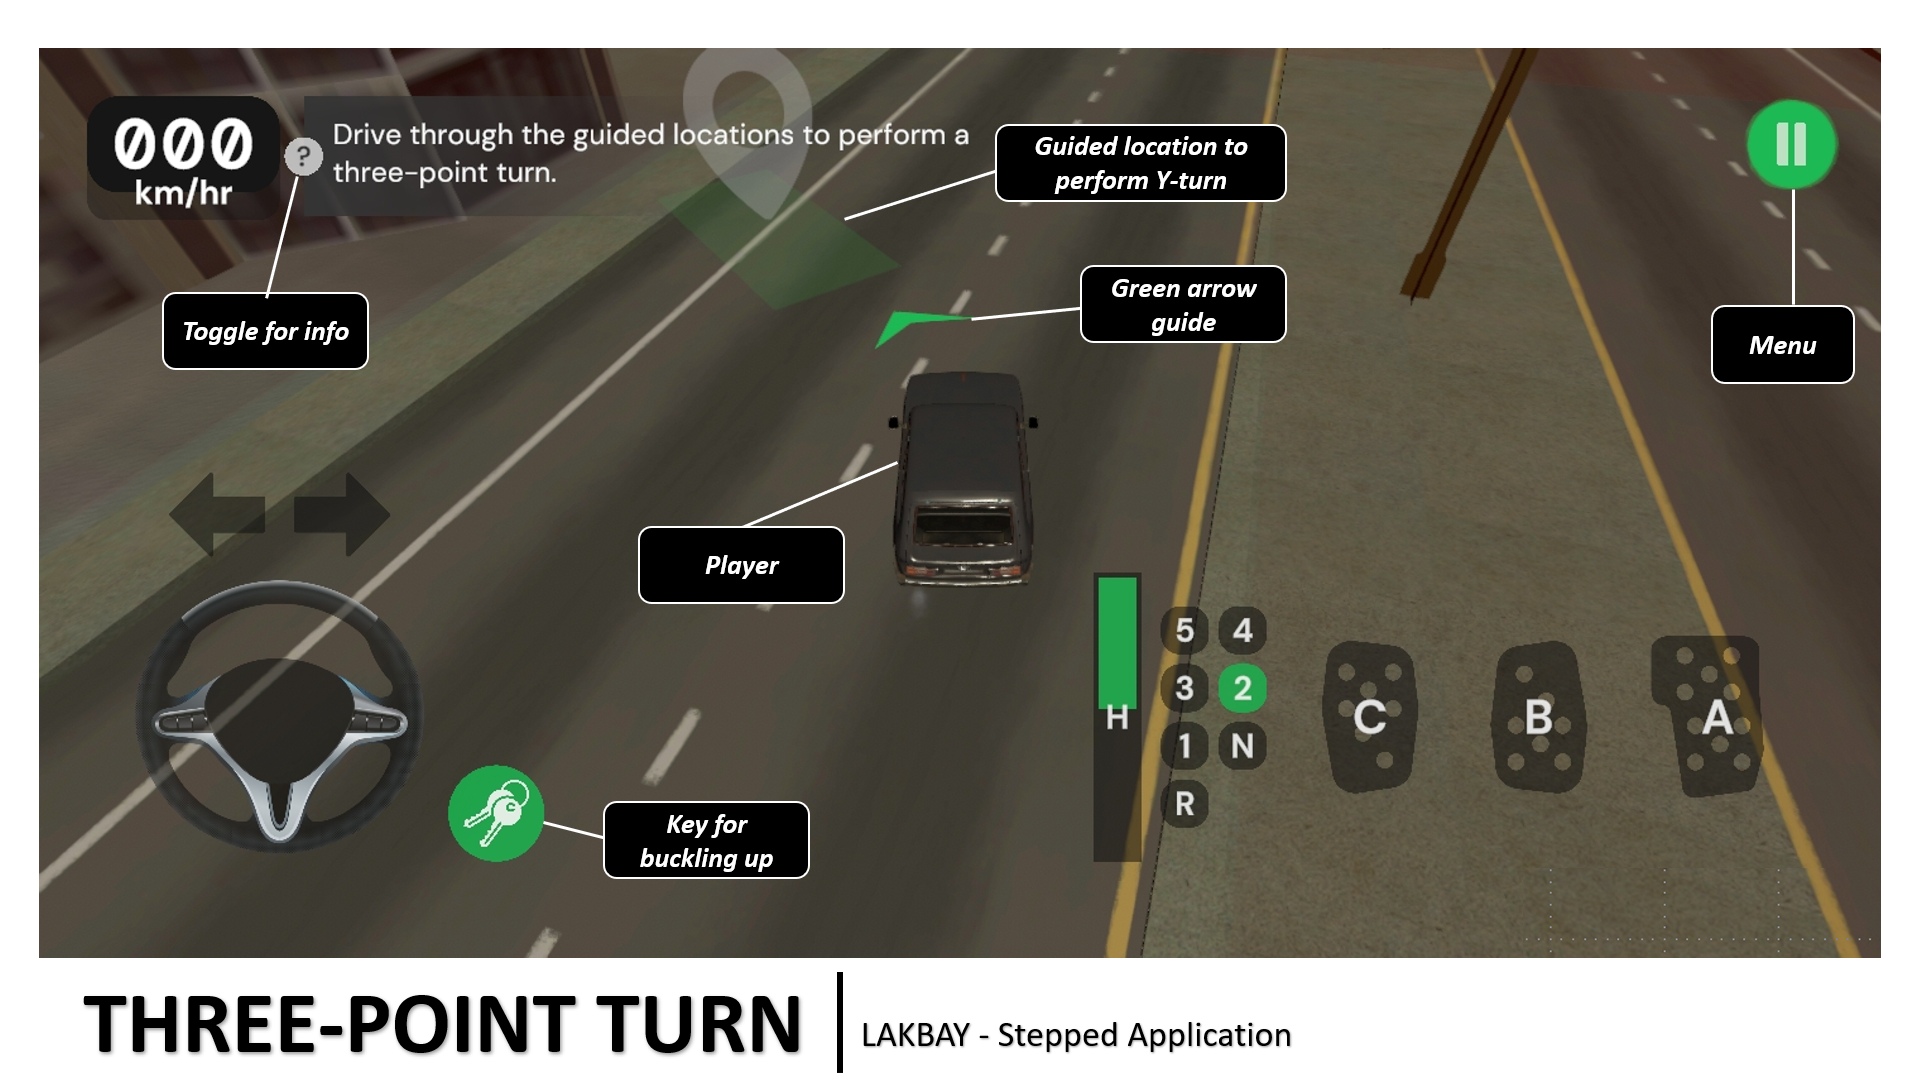 000
km/hr
?
Drive through the guided locations to perform a
three-point turn.
Guided location to
perform Y-turn
Green arrow
guide
Toggle for info
Menu
Player
5 4
3 2
H
1 N
R
C B A
Key for
buckling up
THREE-POINT TURN
LAKBAY - Stepped Application